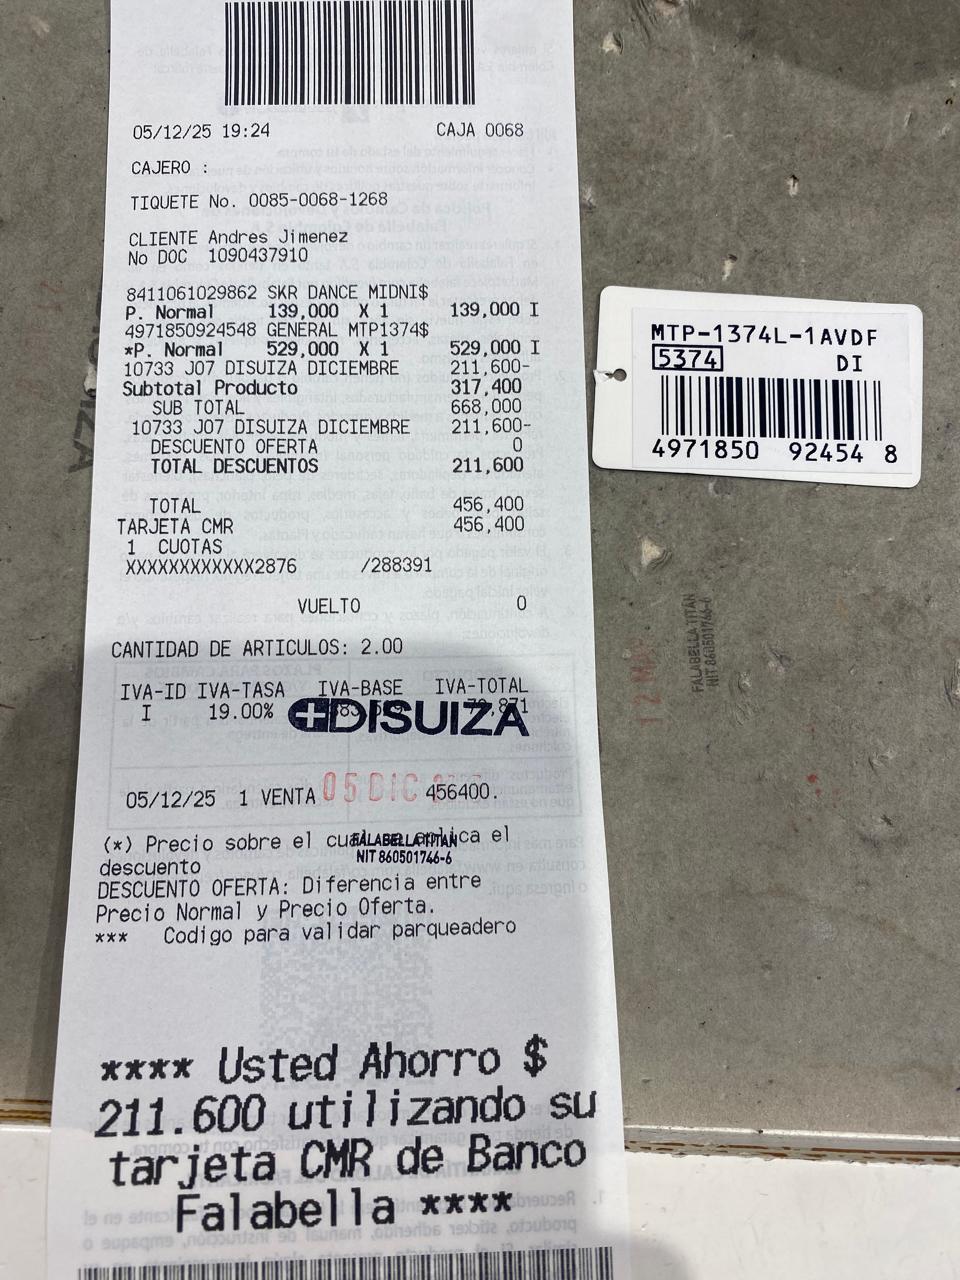 05/12/25 19:24 CAJA 0068
CAJERO :
TIQUETE No. 0085-0068-1268
CLIENTE Andres Jimenez
No DOC 1090437910
8411061029862 SKR DANCE MIDNI$
P. Normal 139,000 X 1 139,000 I
4971850924548 GENERAL MTP1374$
*P. Normal 529,000 X 1 529,000 I
10733 J07 DISUIZA DICIEMBRE 211,600-
Subtotal Producto 317,400
SUB TOTAL 668,000
10733 J07 DISUIZA DICIEMBRE 211,600-
DESCUENTO OFERTA 0
TOTAL DESCUENTOS 211,600
TOTAL 456,400
TARJETA CMR 456,400
1 CUOTAS
XXXXXXXXXXXX2876 /288391
VUELTO 0
CANTIDAD DE ARTICULOS: 2.00
IVA-ID IVA-TASA IVA-BASE IVA-TOTAL
I 19.00%
DISUIZA
05 DIC
05/12/25 1 VENTA 456400.
(*) Precio sobre el aplica el
FALABELLA TITAN
NIT 860501746-6
descuento
DESCUENTO OFERTA: Diferencia entre
Precio Normal y Precio Oferta.
*** Codigo para validar parqueadero
**** Usted Ahorro $
211.600 utilizando su
tarjeta CMR de Banco
Falabella ****
MTP-1374L-1AVDF
5374 DI
4971850 92454 8
FALABELLA TITAN
NIT 860501746-6